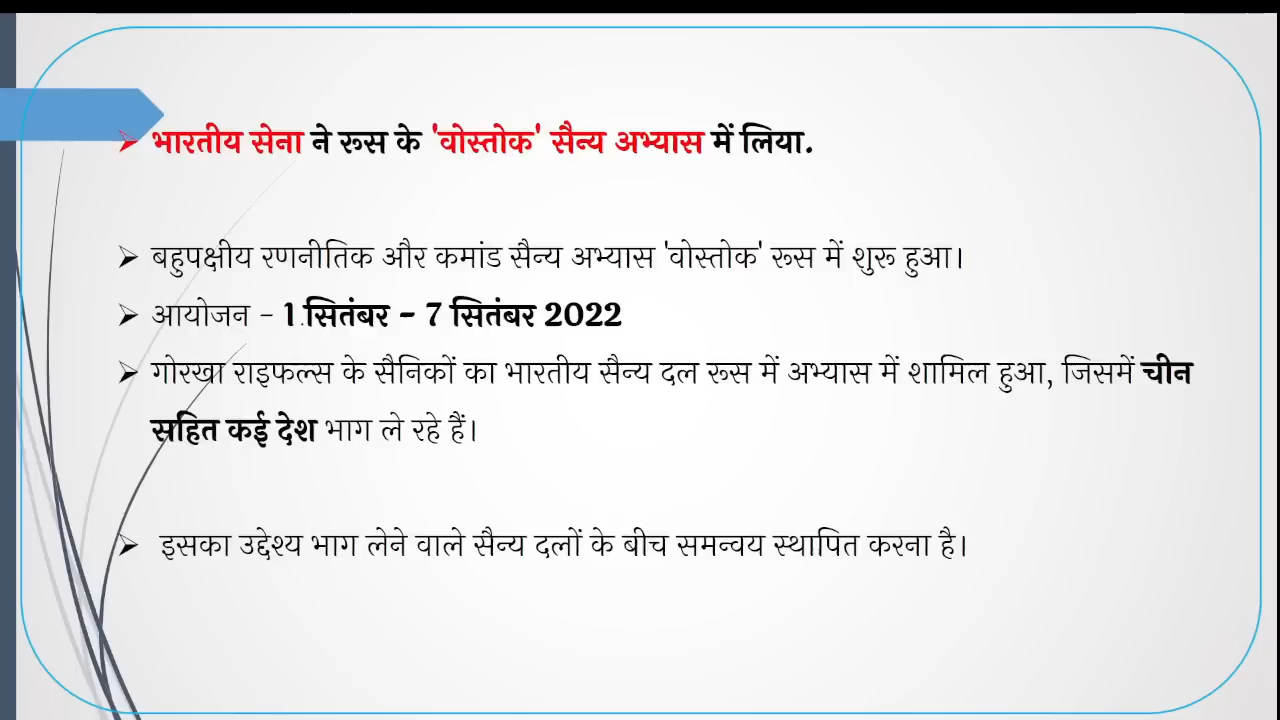 भारतीय सेना ने रूस के 'वोस्तोक' सैन्य अभ्यास में लिया.
बहुपक्षीय रणनीतिक और कमांड सैन्य अभ्यास 'वोस्तोक' रूस में शुरू हुआ।
आयोजन – 1 सितंबर – 7 सितंबर 2022
गोरखा राइफल्स के सैनिकों का भारतीय सैन्य दल रूस में अभ्यास में शामिल हुआ, जिसमें चीन
सहित कई देश भाग ले रहे हैं।
इसका उद्देश्य भाग लेने वाले सैन्य दलों के बीच समन्वय स्थापित करना है।